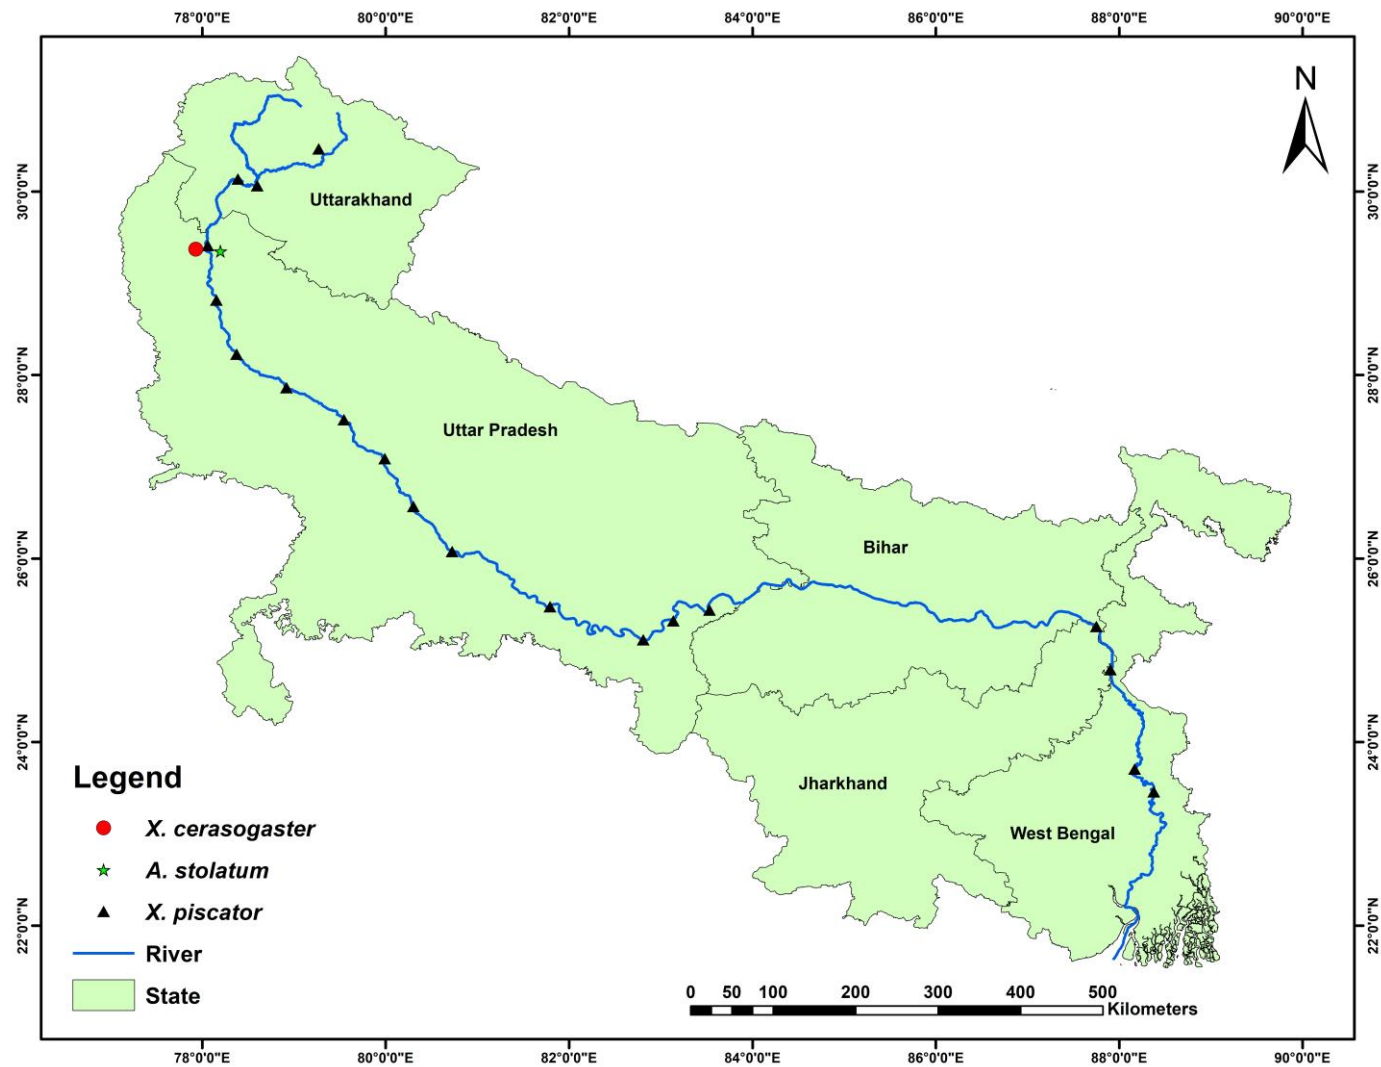 78°0'0"E 80°0'0"E 82°0'0"E 84°0'0"E 86°0'0"E 88°0'0"E 90°0'0"E
N
30°0'0"N 30°0'0"N
Uttarakhand
28°0'0"N 28°0'0"N
Uttar Pradesh
Bihar
26°0'0"N 26°0'0"N
24°0'0"N 24°0'0"N
Legend
Jharkhand
X. cerasogaster
West Bengal
A. stolatum
X. piscator
22°0'0"N 22°0'0"N
River
State
0 50 100 200 300 400 500
Kilometers
78°0'0"E 80°0'0"E 82°0'0"E 84°0'0"E 86°0'0"E 88°0'0"E 90°0'0"E